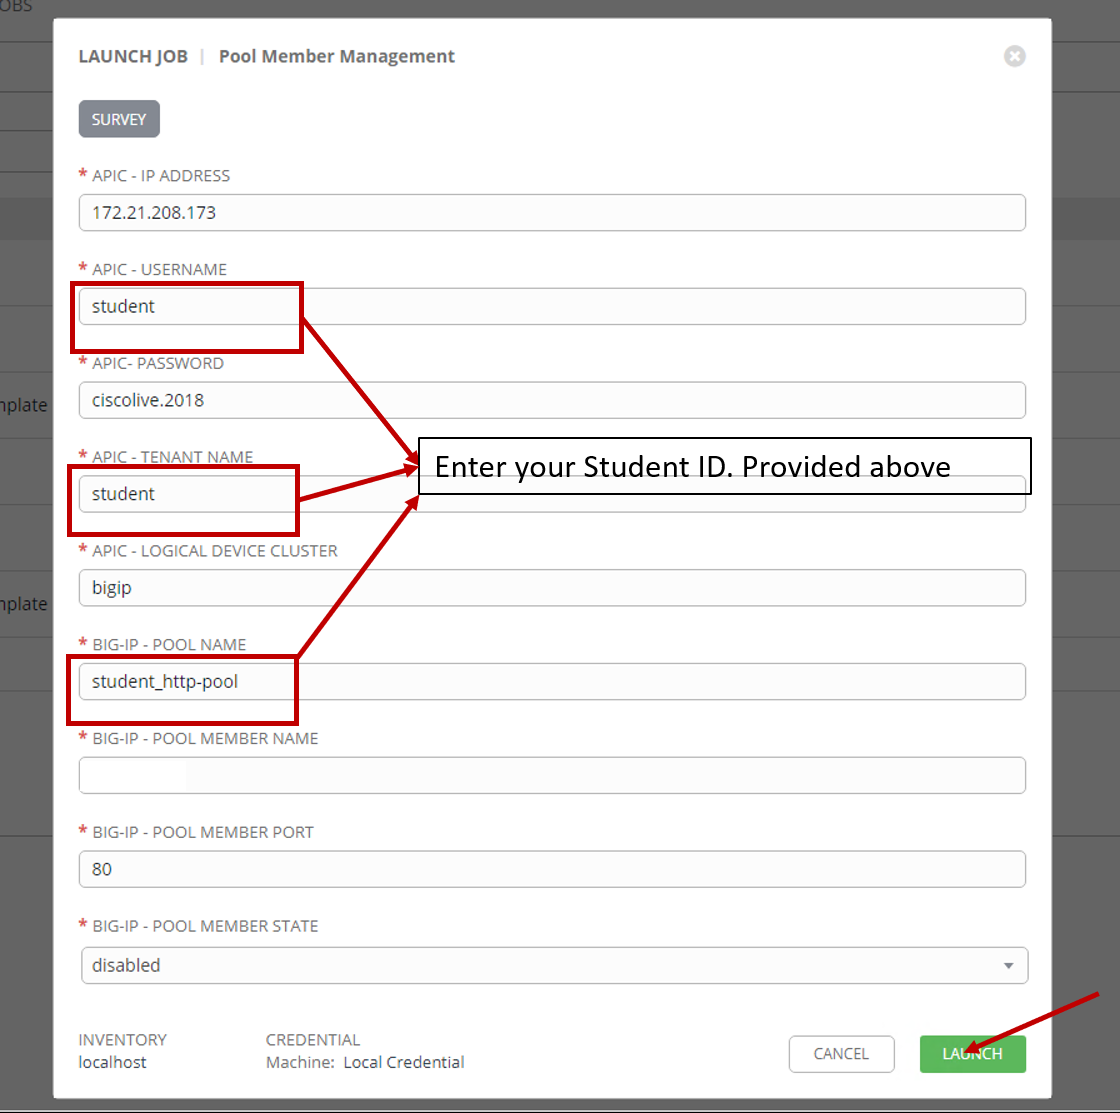 OBS
LAUNCH JOB | Pool Member Management
SURVEY
* APIC - IP ADDRESS
172.21.208.173
* APIC - USERNAME
student
* APIC- PASSWORD
ciscolive.2018
mplate
* APIC - TENANT NAME
Enter your Student ID. Provided above
student
* APIC - LOGICAL DEVICE CLUSTER
bigip
mplate
* BIG-IP - POOL NAME
student_http-pool
* BIG-IP - POOL MEMBER NAME
* BIG-IP - POOL MEMBER PORT
80
* BIG-IP - POOL MEMBER STATE
disabled
INVENTORY
localhost
CREDENTIAL
Machine: Local Credential
CANCEL
LAUNCH